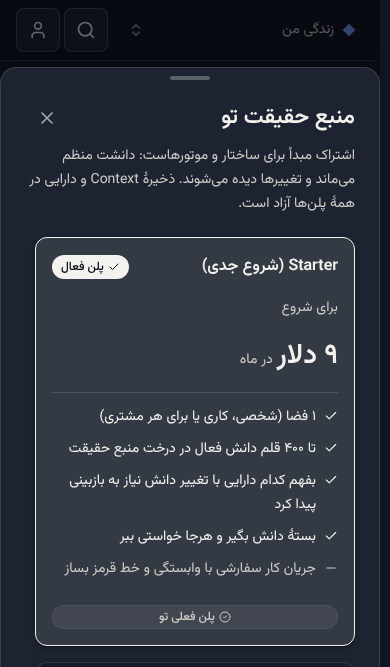 زندگی من
منبع حقیقت تو
اشتراک مبدأ برای ساختار و موتورهاست: دانشت منظم
می‌ماند و تغییرها دیده می‌شوند. ذخیرهٔ Context و دارایی در
همهٔ پلن‌ها آزاد است.
Starter (شروع جدی)
پلن فعال
برای شروع
۹ دلار در ماه
۱ فضا (شخصی، کاری یا برای هر مشتری)
تا ۴۰۰ قلم دانش فعال در درخت منبع حقیقت
بفهم کدام دارایی با تغییر دانش نیاز به بازبینی
پیدا کرد
بستهٔ دانش بگیر و هرجا خواستی ببر
جریان کار سفارشی با وابستگی و خط قرمز بساز
پلن فعلی تو